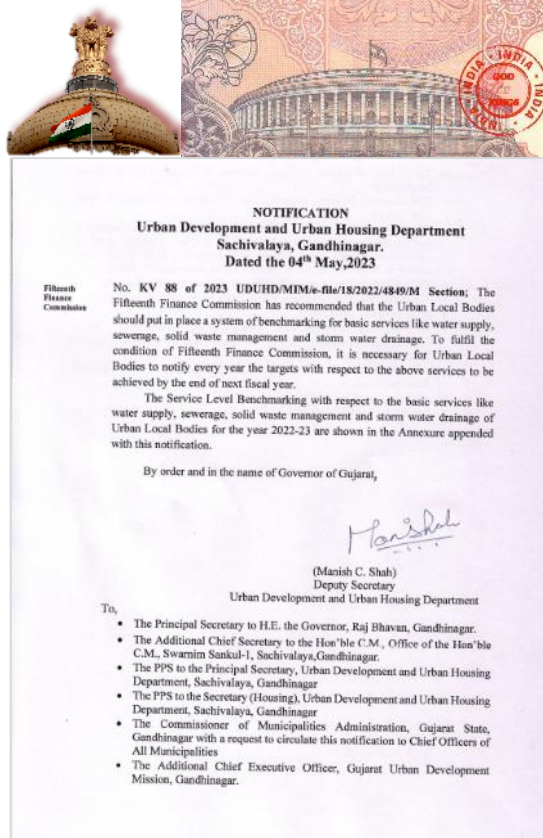 INDIA
INDIA
INDIA
NOTIFICATION
Urban Development and Urban Housing Department
Sachivalaya, Gandhinagar.
Dated the 04th May,2023
Fifteenth
Finance
Commission
No. KV 88 of 2023 UDUHD/MIM/e-file/18/2022/4849/M Section; The
Fifteenth Finance Commission has recommended that the Urban Local Bodies
should put in place a system of benchmarking for basic services like water supply,
sewerage, solid waste management and storm water drainage. To fulfil the
condition of Fifteenth Finance Commission, it is necessary for Urban Local
Bodies to notify every year the targets with respect to the above services to be
achieved by the end of next fiscal year.
The Service Level Benchmarking with respect to the basic services like
water supply, sewerage, solid waste management and storm water drainage of
Urban Local Bodies for the year 2022-23 are shown in the Annexure appended
with this notification.
By order and in the name of Governor of Gujarat,
Manishah
(Manish C. Shah)
Deputy Secretary
Urban Development and Urban Housing Department
To,
• The Principal Secretary to H.E. the Governor, Raj Bhavan, Gandhinagar.
• The Additional Chief Secretary to the Hon'ble C.M., Office of the Hon'ble
C.M., Swarnim Sankul-1, Sachivalaya,Gandhinagar.
• The PPS to the Principal Secretary, Urban Development and Urban Housing
Department, Sachivalaya, Gandhinagar
• The PPS to the Secretary (Housing), Urban Development and Urban Housing
Department, Sachivalaya, Gandhinagar
• The Commissioner of Municipalities Administration, Gujarat State,
Gandhinagar with a request to circulate this notification to Chief Officers of
All Municipalities
• The Additional Chief Executive Officer, Gujarat Urban Development
Mission, Gandhinagar.